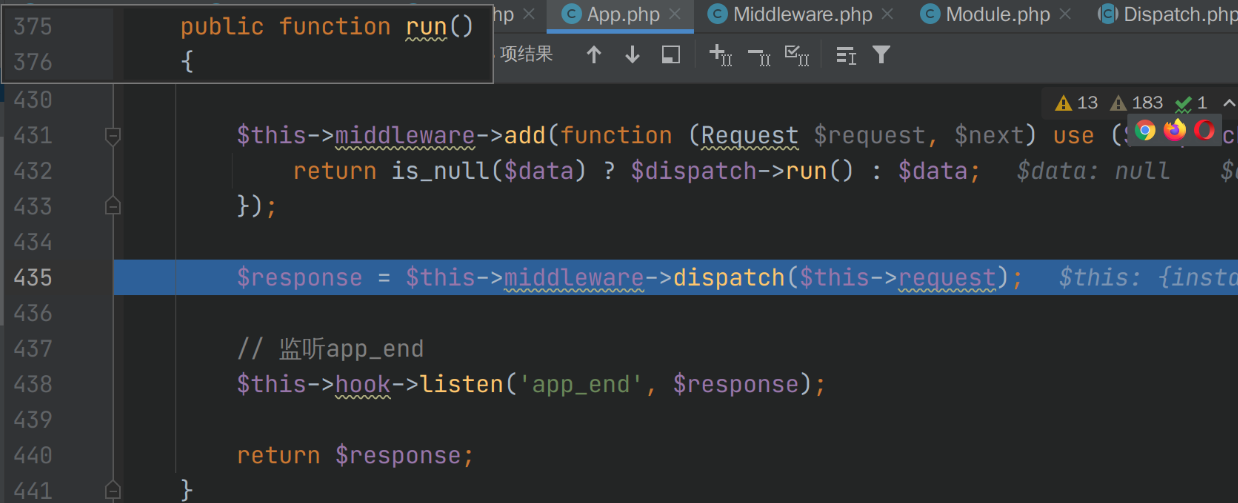 375 public function run()
376 {
hp App.php Middleware.php Module.php Dispatch.php
项结果
13 183 1
430
431 $this->middleware->add(function (Request $request, $next) use (
432 return is_null($data) ? $dispatch->run() : $data; $data: null
433 });
434
435 $response = $this->middleware->dispatch($this->request); $this: {insta
436
437 // 监听app_end
438 $this->hook->listen('app_end', $response);
439
440 return $response;
441 }